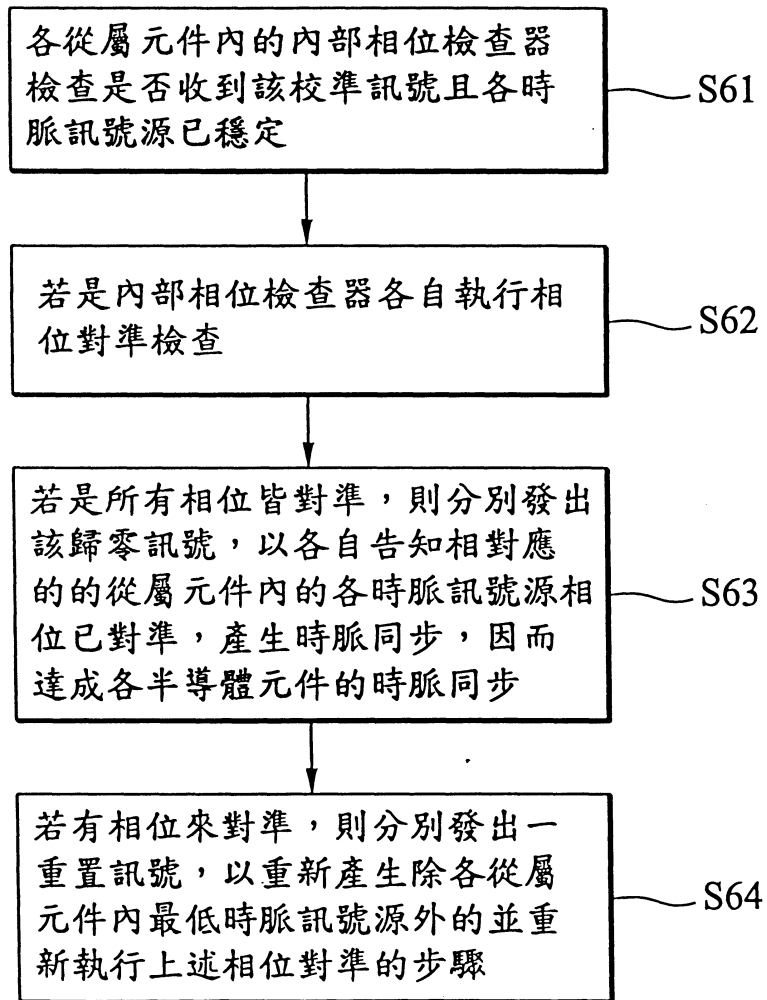 各從屬元件內的內部相位檢查器
檢查是否收到該校準訊號且各時
脈訊號源已穩定
S61
若是內部相位檢查器各自執行相
位對準檢查
S62
若是所有相位皆對準，則分別發出
該歸零訊號，以各自告知相對應
的的從屬元件內的各時脈訊號源相
位已對準，產生時脈同步，因而
達成各半導體元件的時脈同步
S63
若有相位來對準，則分別發出一
重置訊號，以重新產生除各從屬
元件內最低時脈訊號源外的並重
新執行上述相位對準的步驟
S64